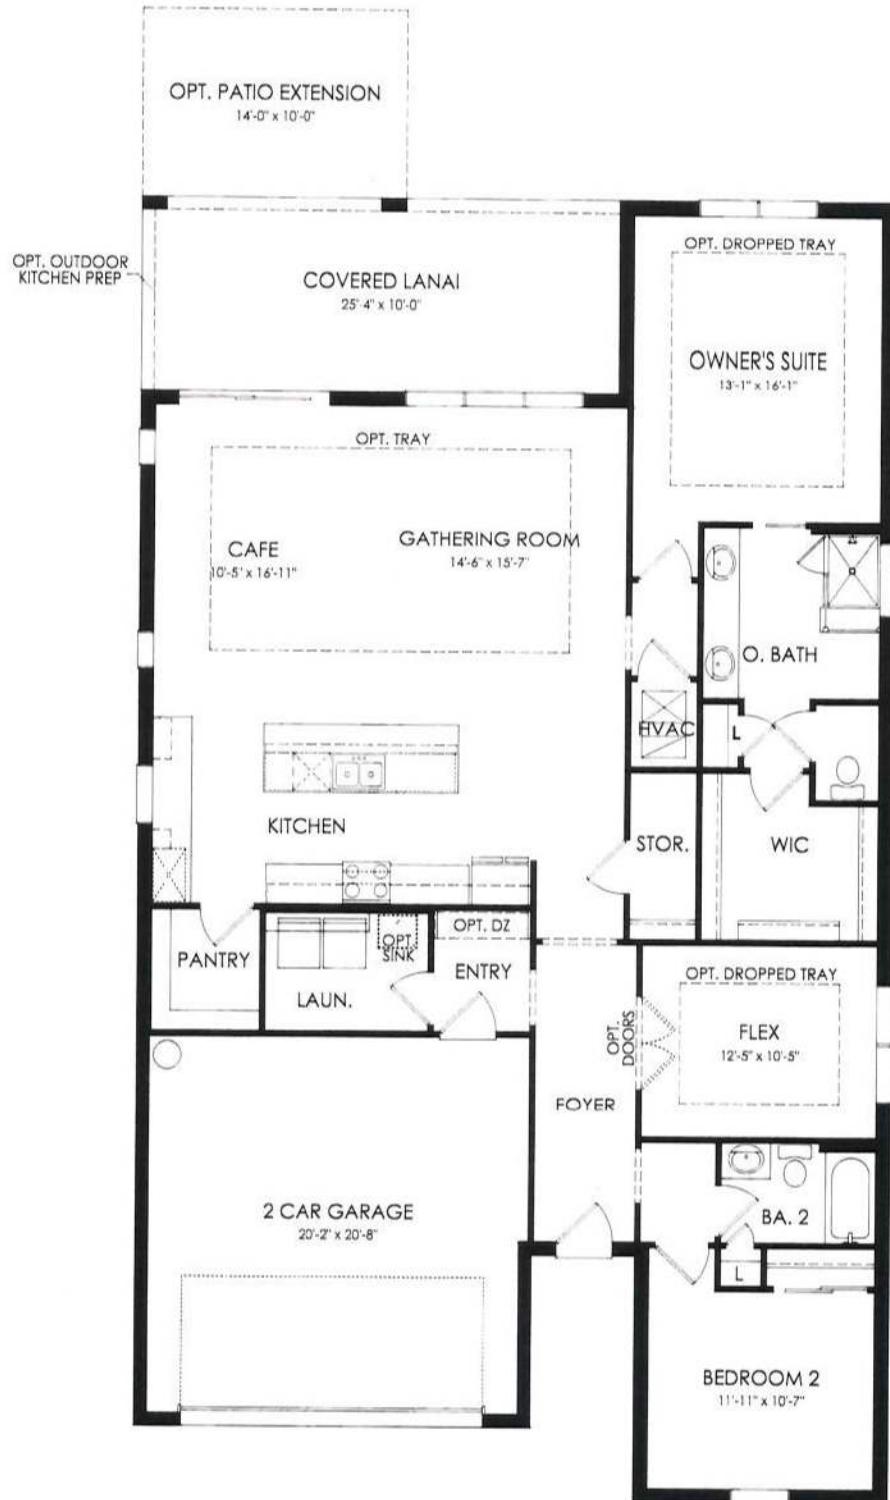 OPT. PATIO EXTENSION
14'-0" x 10'-0"
OPT. OUTDOOR
KITCHEN PREP
COVERED LANAI
25'-4" x 10'-0"
OPT. DROPPED TRAY
OWNER'S SUITE
13'-1" x 16'-1"
OPT. TRAY
CAFE
10'-5" x 16'-11"
GATHERING ROOM
14'-6" x 15'-7"
O. BATH
HVAC
L
KITCHEN
STOR.
WIC
PANTRY
LAUN.
OPT
SINK
OPT. DZ
ENTRY
OPT. DROPPED TRAY
FLEX
12'-5" x 10'-5"
OPT.
DOORS
FOYER
2 CAR GARAGE
20'-2" x 20'-8"
BA. 2
L
BEDROOM 2
11'-11" x 10'-7"